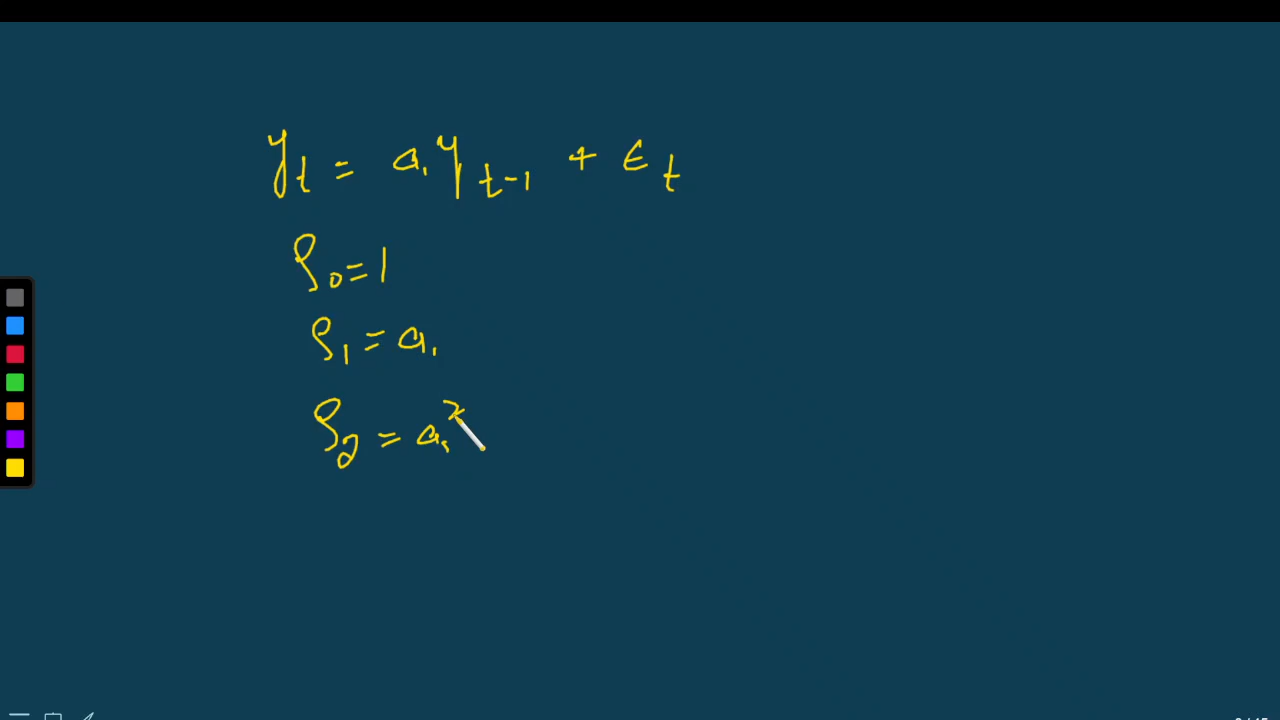 y_t = a_1 y_{t-1} + ϵ_t
ρ_0 = 1
ρ_1 = a_1
ρ_2 = a_1^2